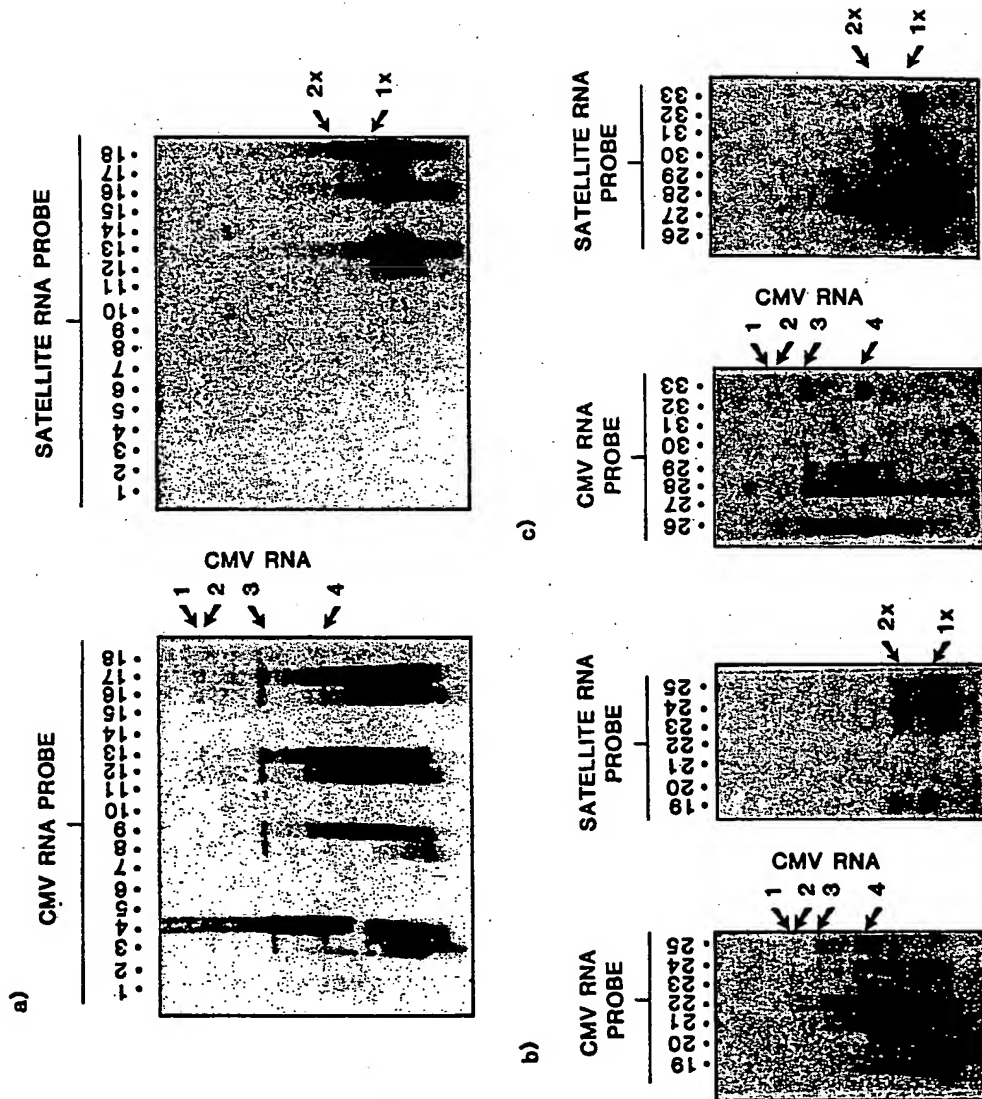 a)
CMV RNA PROBE
1 2 3 4 5 6 7 8 9 10 11 12 13 14 15 16 17 18
CMV RNA
1
2
3
4
SATELLITE RNA PROBE
1 2 3 4 5 6 7 8 9 10 11 12 13 14 15 16 17 18
2x
1x
b)
CMV RNA
PROBE
19 20 21 22 23 24 25
CMV RNA
1
2
3
4
SATELLITE RNA
PROBE
19 20 21 22 23 24 25
2x
1x
c)
CMV RNA
PROBE
26 27 28 29 30 31 32 33
CMV RNA
1
2
3
4
SATELLITE RNA
PROBE
26 27 28 29 30 31 32 33
2x
1x